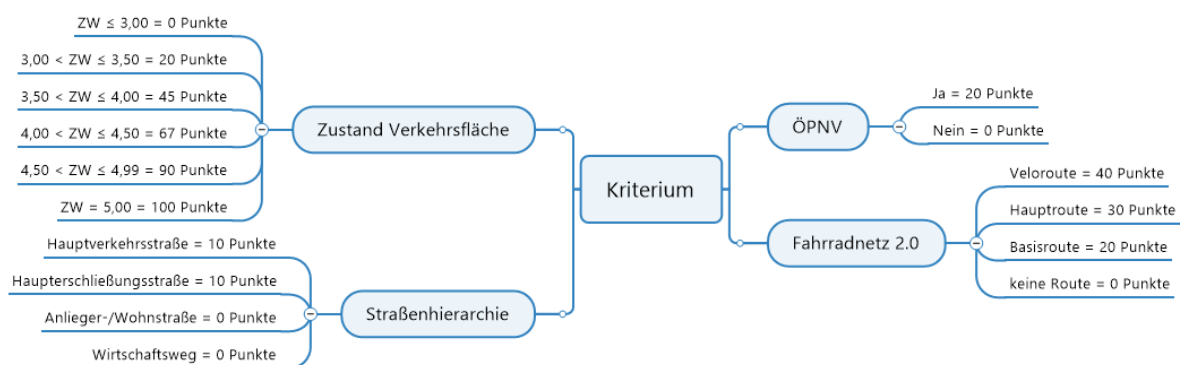 ZW ≤ 3,00 = 0 Punkte
3,00 < ZW ≤ 3,50 = 20 Punkte
3,50 < ZW ≤ 4,00 = 45 Punkte
4,00 < ZW ≤ 4,50 = 67 Punkte
4,50 < ZW ≤ 4,99 = 90 Punkte
ZW = 5,00 = 100 Punkte
Zustand Verkehrsfläche
Hauptverkehrsstraße = 10 Punkte
Haupterschließungsstraße = 10 Punkte
Anlieger-/Wohnstraße = 0 Punkte
Wirtschaftsweg = 0 Punkte
Straßenhierarchie
Kriterium
ÖPNV
Ja = 20 Punkte
Nein = 0 Punkte
Fahrradnetz 2.0
Veloroute = 40 Punkte
Hauptroute = 30 Punkte
Basisroute = 20 Punkte
keine Route = 0 Punkte